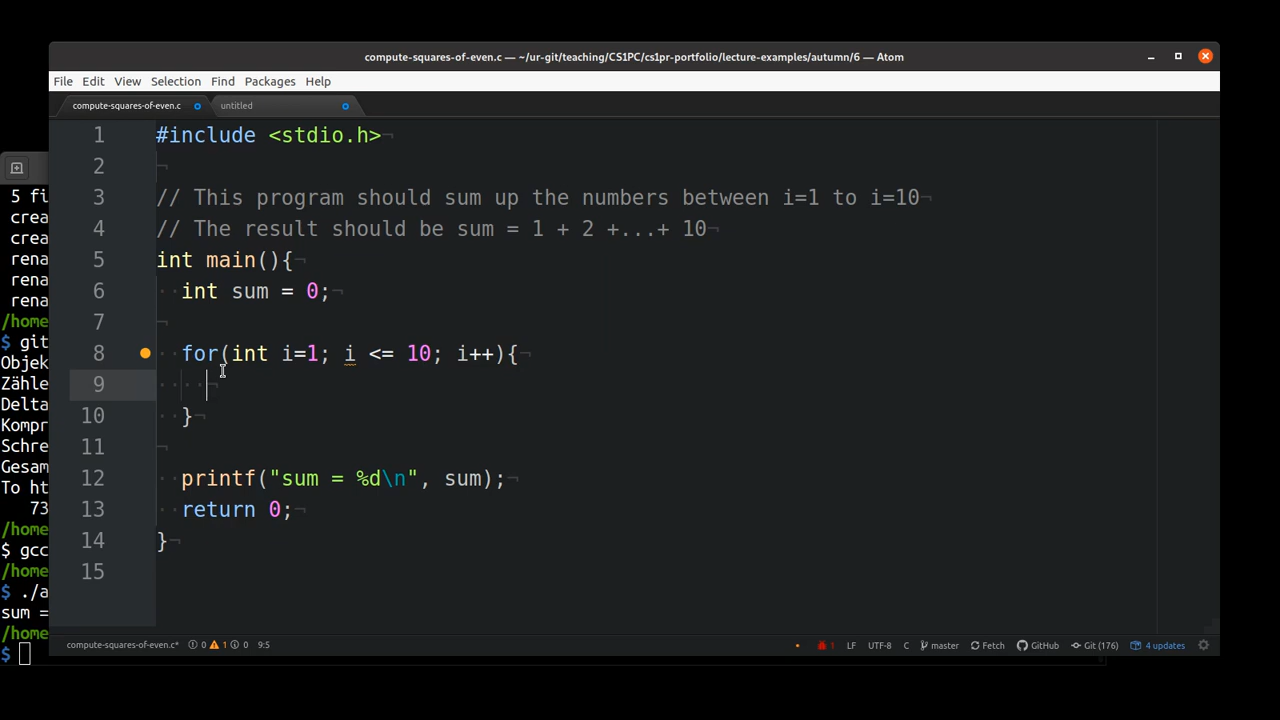 compute-squares-of-even.c — ~/ur-git/teaching/CS1PC/cs1pr-portfolio/lecture-examples/autumn/6 — Atom
File Edit View Selection Find Packages Help
compute-squares-of-even.c untitled
1 #include <stdio.h>
2
3 // This program should sum up the numbers between i=1 to i=10
4 // The result should be sum = 1 + 2 +...+ 10
5 int main(){
6 int sum = 0;
7
8 for(int i=1; i <= 10; i++){
9
10 }
11
12 printf("sum = %d\n", sum);
13 return 0;
14 }
15
compute-squares-of-even.c* 0 1 0 9:5 1 LF UTF-8 C master Fetch GitHub Git (176) 4 updates
5 fi
crea
crea
rena
rena
rena
/home
$ git
Objek
Zähle
Delta
Kompr
Schre
Gesam
To ht
73
/home
$ gcc
/home
$ ./a
sum =
/home
$